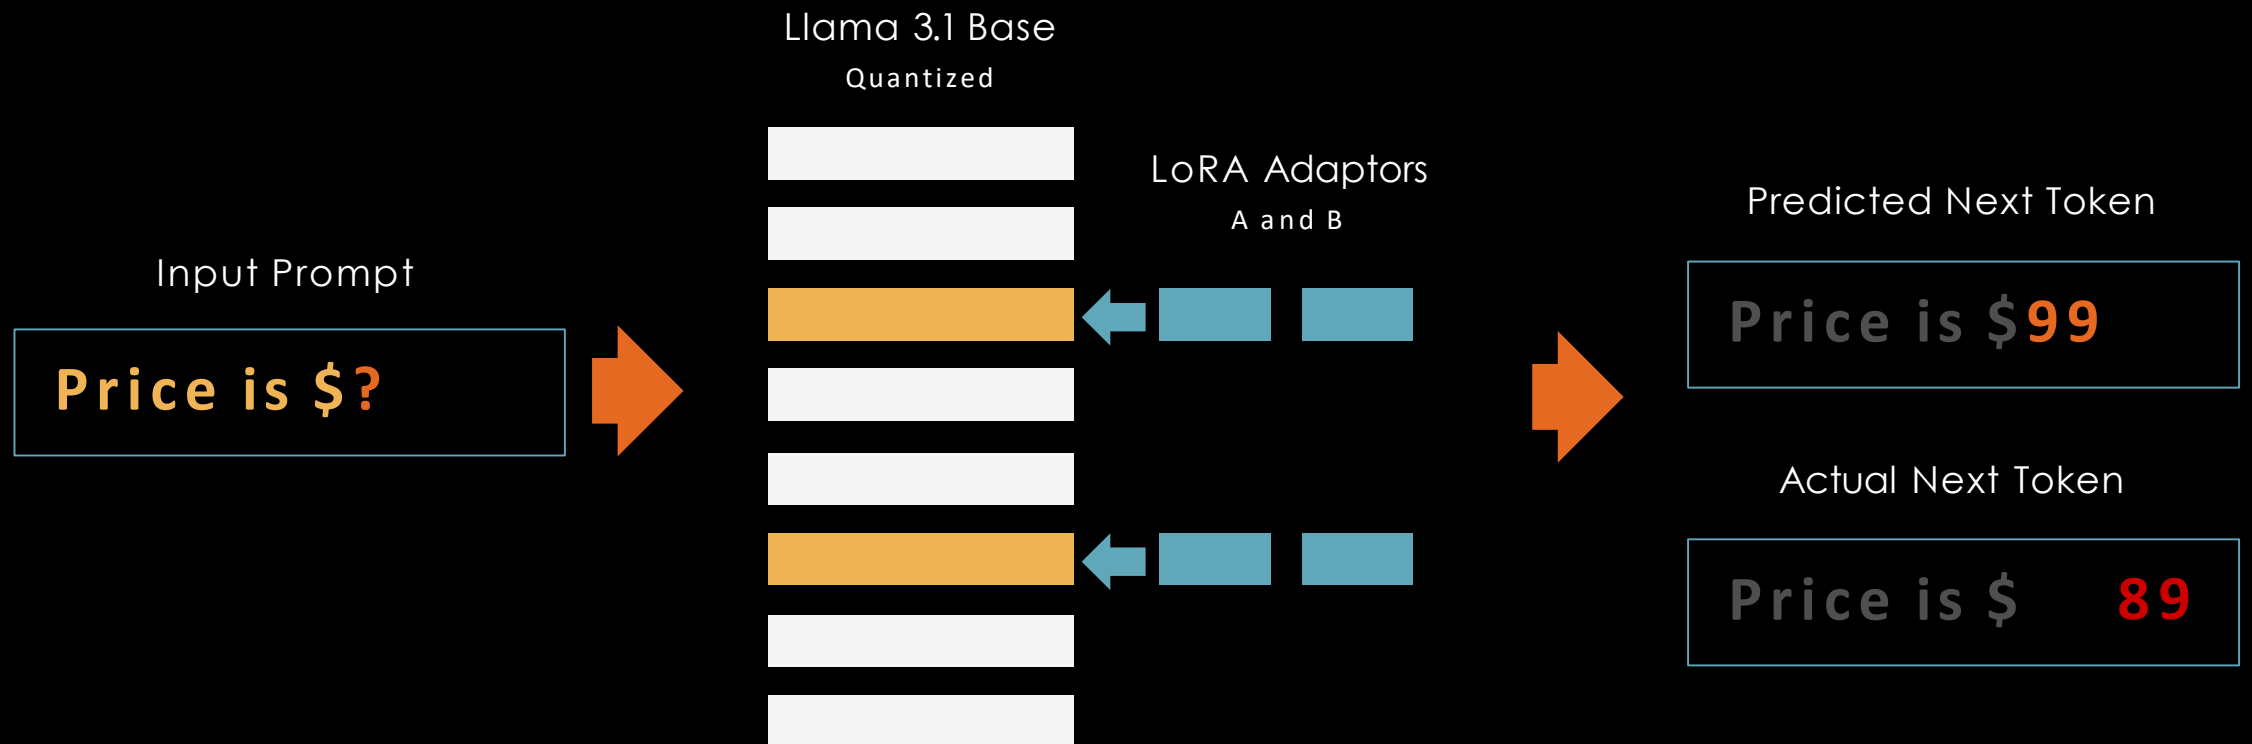 Llama 3.1 Base
Quantized
LoRA Adaptors
A and B
Input Prompt
Price is $?
Predicted Next Token
Price is $99
Actual Next Token
Price is $ 89